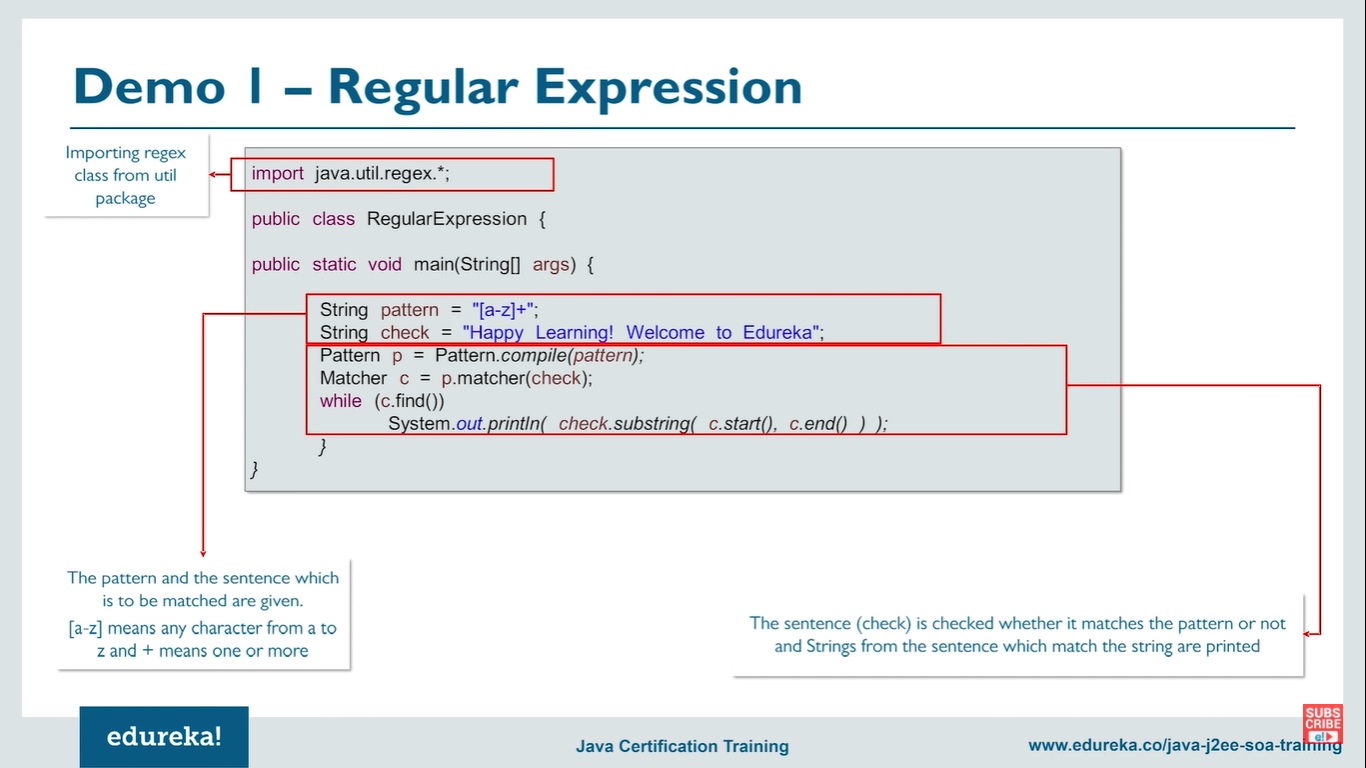 Demo 1 – Regular Expression
Importing regex
class from util
package
import java.util.regex.*;
public class RegularExpression {
public static void main(String[] args) {
String pattern = "[a-z]+";
String check = "Happy Learning! Welcome to Edureka";
Pattern p = Pattern.compile(pattern);
Matcher c = p.matcher(check);
while (c.find())
System.out.println( check.substring( c.start(), c.end() ) );
}
}
The pattern and the sentence which
is to be matched are given.
[a-z] means any character from a to
z and + means one or more
The sentence (check) is checked whether it matches the pattern or not
and Strings from the sentence which match the string are printed
edureka!
Java Certification Training
www.edureka.co/java-j2ee-soa-training
SUBS
CRIBE
e!